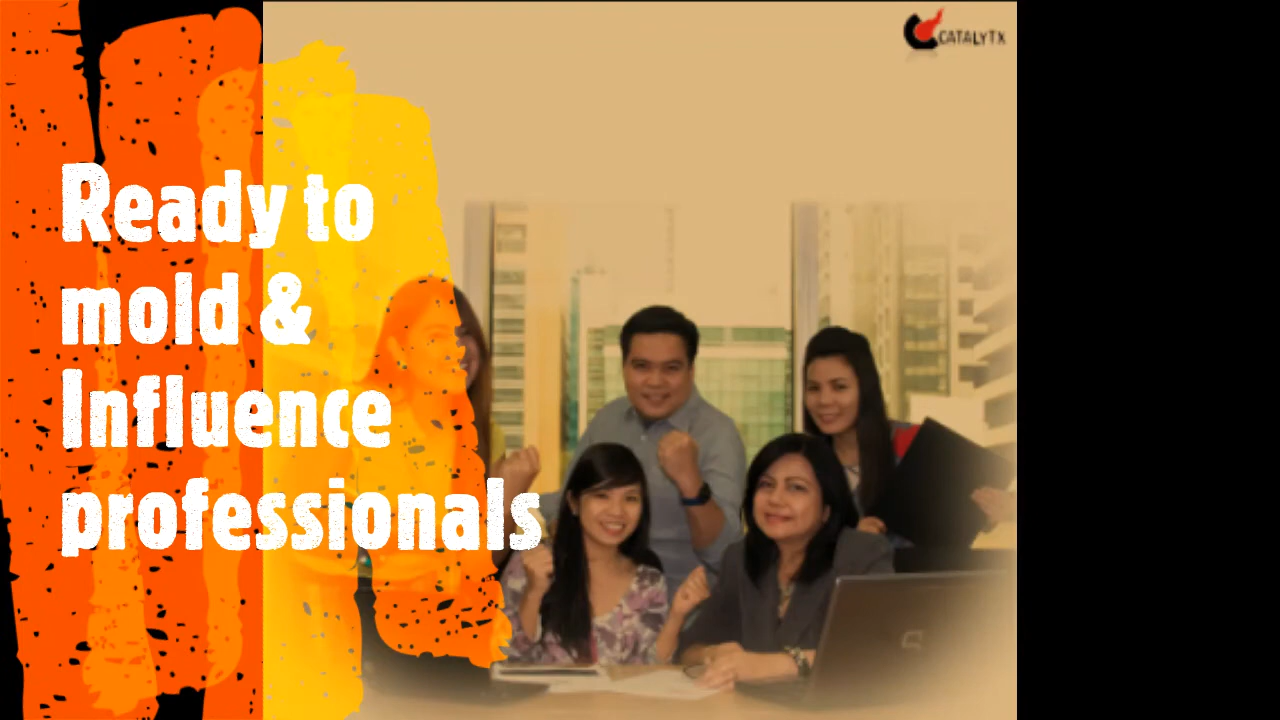 CATALYTX
Ready to
mold &
Influence
professionals